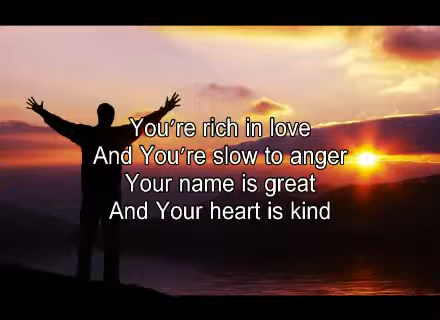 You're rich in love
And You're slow to anger
Your name is great
And Your heart is kind